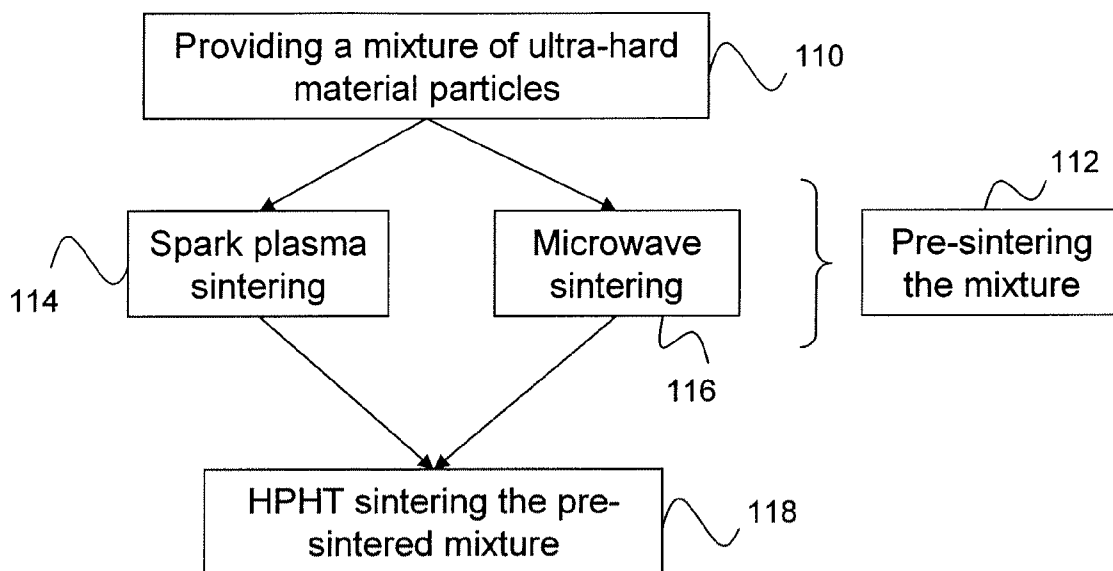 Providing a mixture of ultra-hard
material particles
110
112
Spark plasma
sintering
Microwave
sintering
Pre-sintering
the mixture
114
116
HPHT sintering the pre-
sintered mixture
118